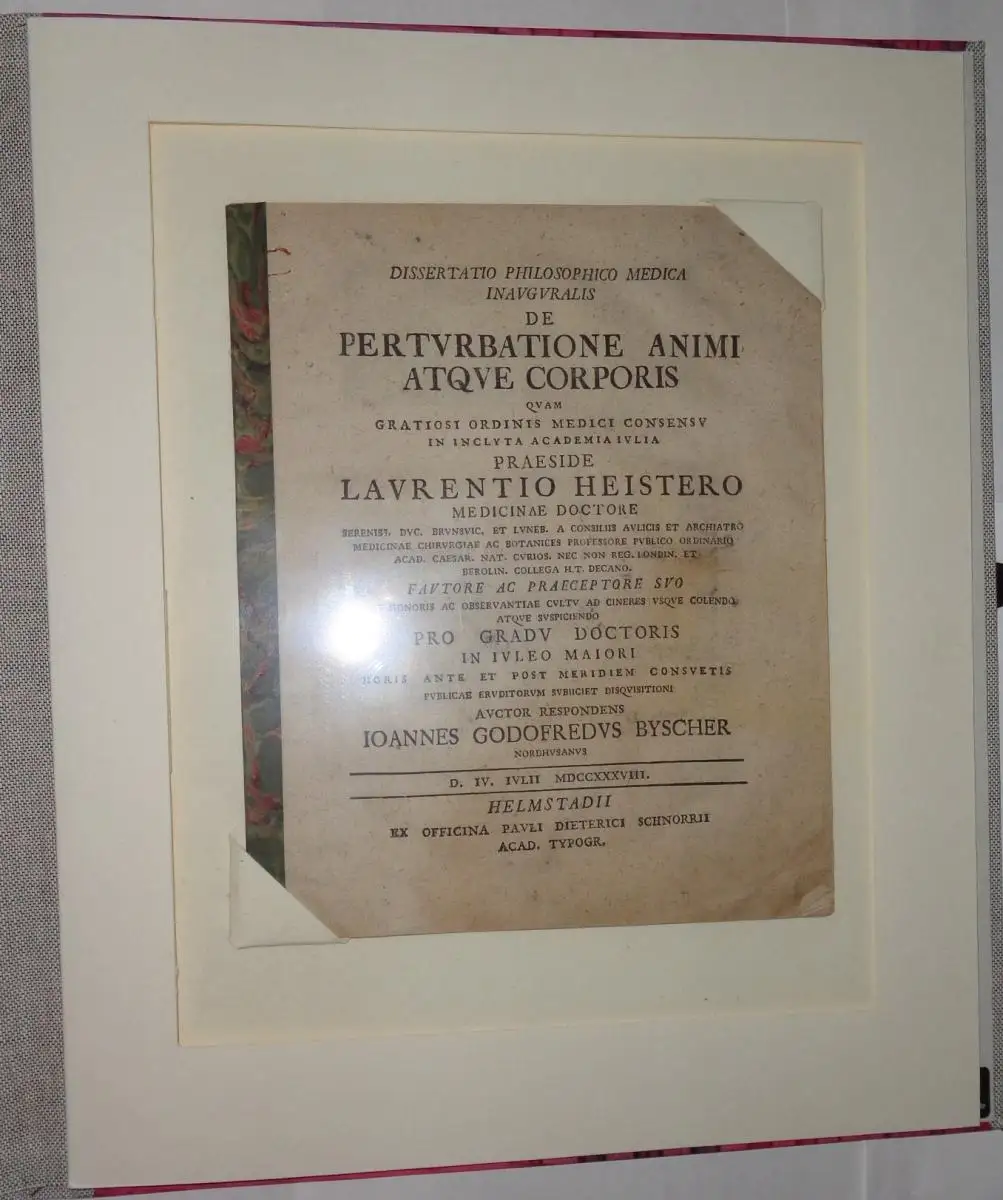 DISSERTATIO PHILOSOPHICO MEDICA
INAVGVRALIS
DE
PERTVRBATIONE ANIMI
ATQVE CORPORIS
QVAM
GRATIOSI ORDINIS MEDICI CONSENSV
IN INCLYTA ACADEMIA IVLIA
PRAESIDE
LAVRENTIO HEISTERO
MEDICINAE DOCTORE
SERENISS. DVC. BRVNSVIC. ET LVNEB. A CONSILIIS AVLICIS ET ARCHIATRO
MEDICINAE CHIRVRGIAE AC BOTANICES PROFESSORE PVBLICO ORDINARIO
ACAD. CAESAR. NAT. CVRIOS. NEC NON REG. LONDIN. ET
BEROLIN. COLLEGA H.T. DECANO.
FAVTORE AC PRAECEPTORE SVO
HONORIS AC OBSERVANTIAE CVLTV AD CINERES VSQVE COLENDO
ATQVE SVSPICIENDO
PRO GRADV DOCTORIS
IN IVLEO MAIORI
HORIS ANTE ET POST MERIDIEM CONSVETIS
PVBLICAE ERVDITORVM SVBIICIET DISQVISITIONI
AVCTOR RESPONDENS
IOANNES GODOFREDVS BYSCHER
NORDHVSANVS
D. IV. IVLII MDCCXXXVIII.
HELMSTADII
EX OFFICINA PAVLI DIETERICI SCHNORRII
ACAD. TYPOGR.